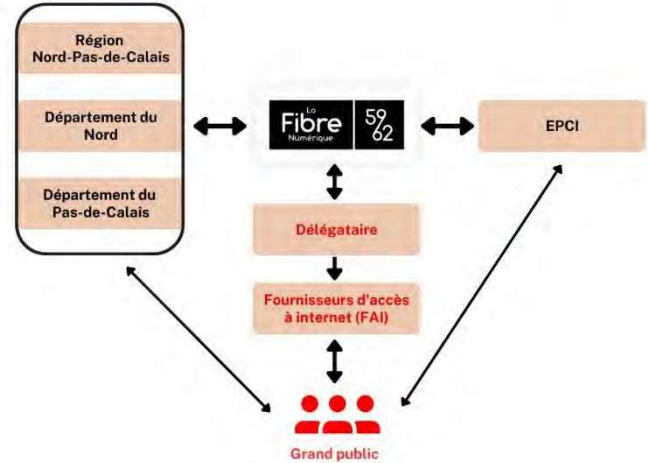 Région
Nord-Pas-de-Calais
Département du
Nord
Département du
Pas-de-Calais
La
Fibre
Numérique
59
62
EPCI
Délégataire
Fournisseurs d'accès
à internet (FAI)
Grand public